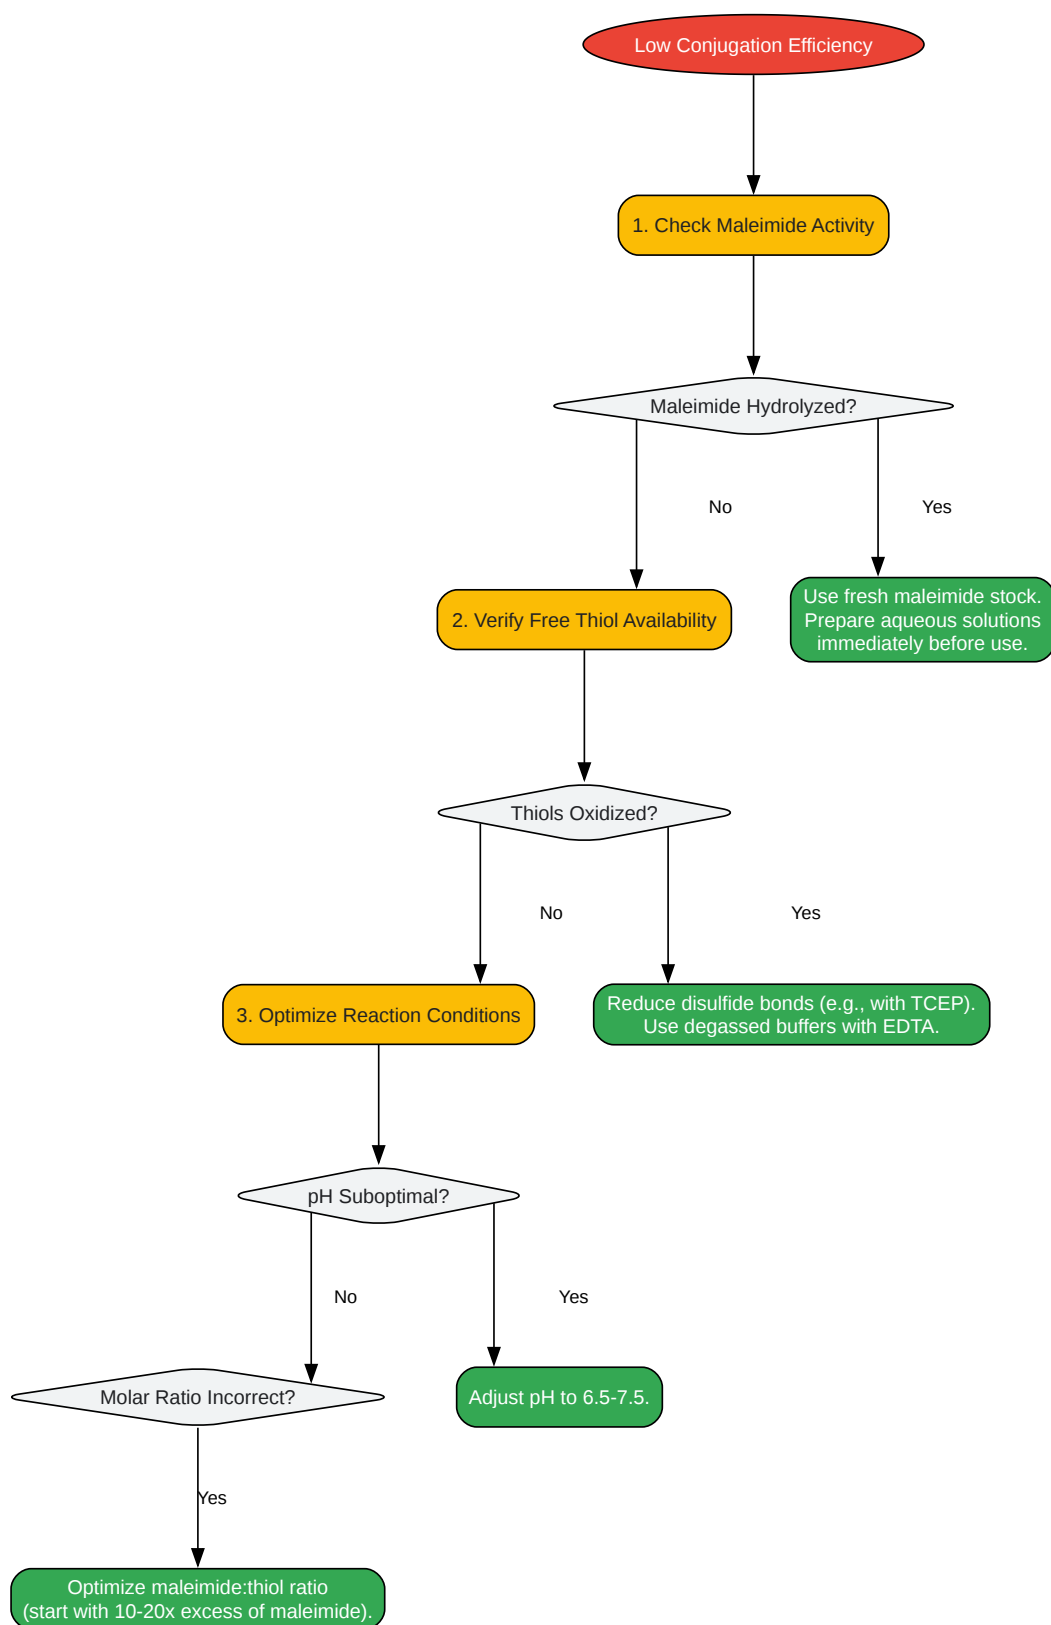 Low Conjugation Efficiency
1. Check Maleimide Activity
Maleimide Hydrolyzed?
No
Yes
Use fresh maleimide stock.
Prepare aqueous solutions
immediately before use.
2. Verify Free Thiol Availability
Thiols Oxidized?
No
Yes
3. Optimize Reaction Conditions
Reduce disulfide bonds (e.g., with TCEP).
Use degassed buffers with EDTA.
pH Suboptimal?
No
Yes
Molar Ratio Incorrect?
Adjust pH to 6.5-7.5.
Yes
Optimize maleimide:thiol ratio
(start with 10-20x excess of maleimide).